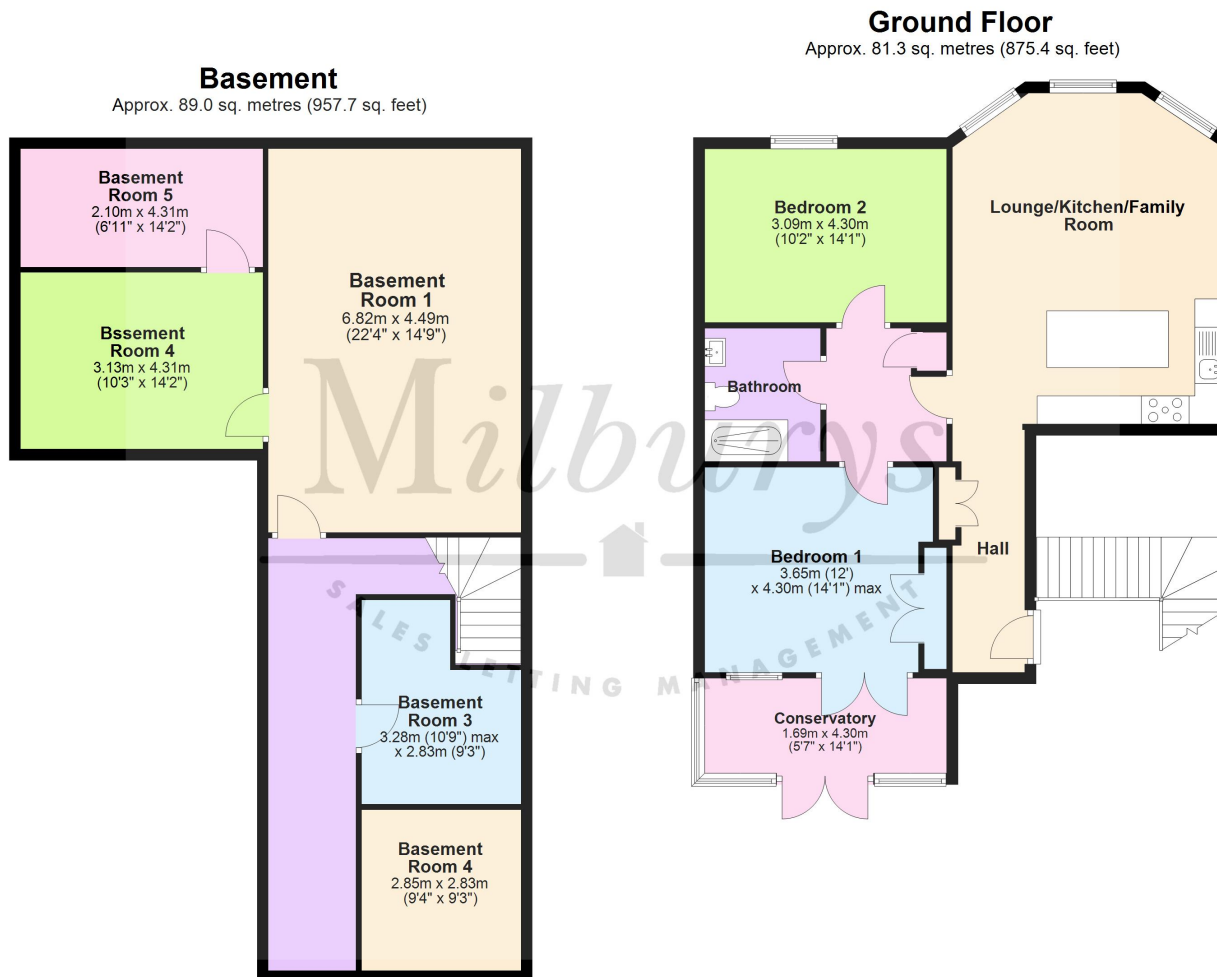 Basement
Approx. 89.0 sq. metres (957.7 sq. feet)
Basement
Room 5
2.10m x 4.31m
(6'11" x 14'2")
Bssement
Room 4
3.13m x 4.31m
(10'3" x 14'2")
Basement
Room 1
6.82m x 4.49m
(22'4" x 14'9")
Basement
Room 3
3.28m (10'9") max
x 2.83m (9'3")
Basement
Room 4
2.85m x 2.83m
(9'4" x 9'3")
Ground Floor
Approx. 81.3 sq. metres (875.4 sq. feet)
Bedroom 2
3.09m x 4.30m
(10'2" x 14'1")
Lounge/Kitchen/Family
Room
Bathroom
Bedroom 1
3.65m (12')
x 4.30m (14'1") max
Hall
Conservatory
1.69m x 4.30m
(5'7" x 14'1")
Milburys
SALES LETTING MANAGEMENT